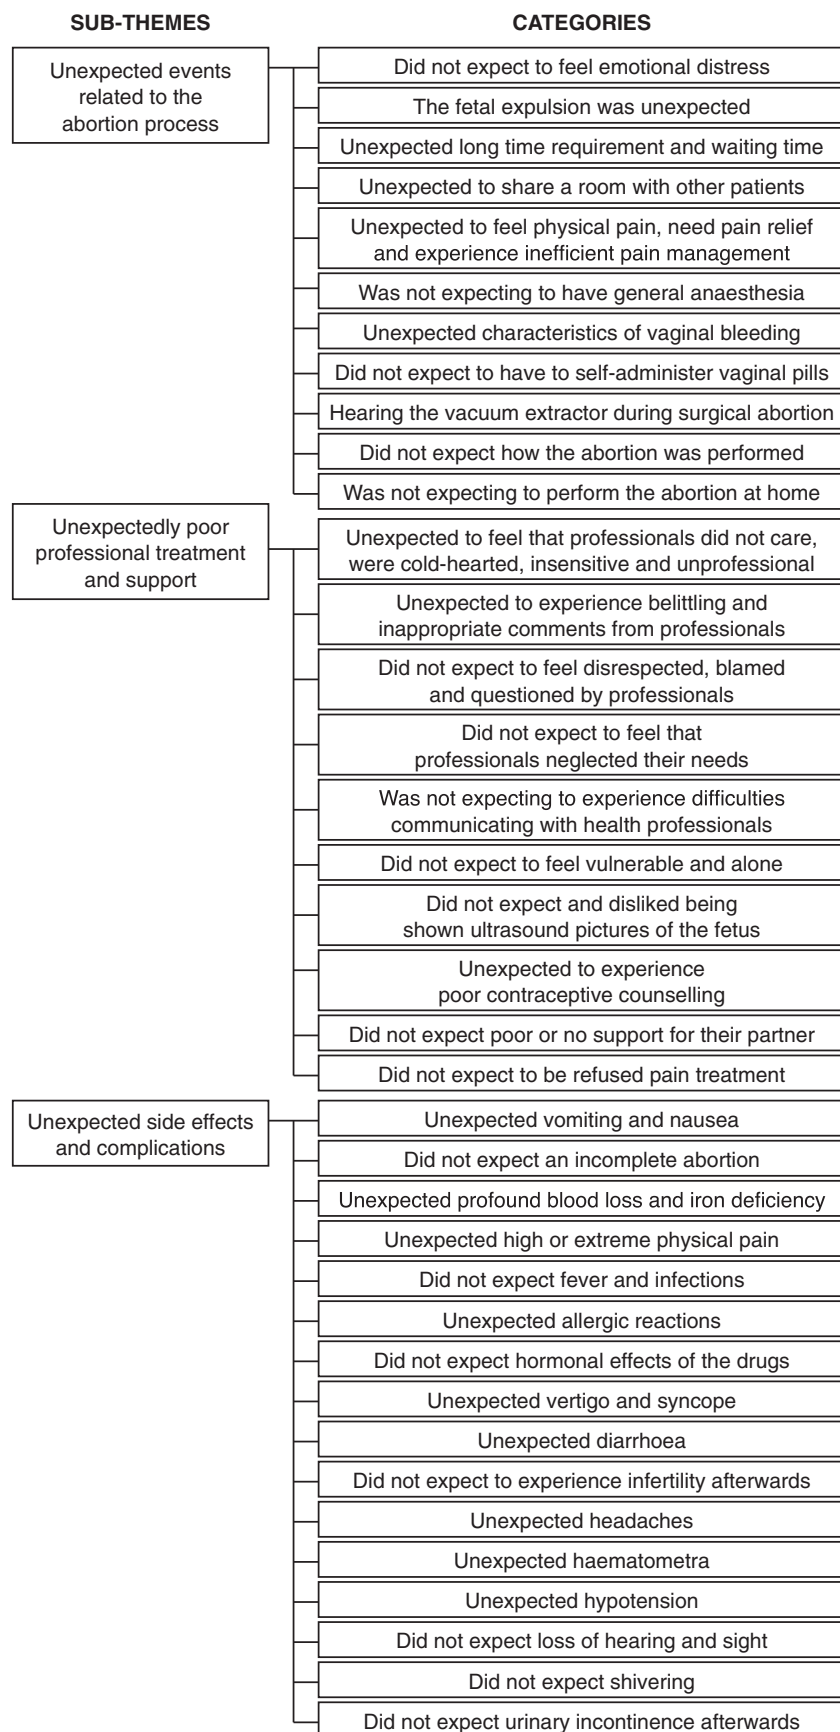 SUB-THEMES
CATEGORIES
Unexpected events
related to the
abortion process
Did not expect to feel emotional distress
The fetal expulsion was unexpected
Unexpected long time requirement and waiting time
Unexpected to share a room with other patients
Unexpected to feel physical pain, need pain relief
and experience inefficient pain management
Was not expecting to have general anaesthesia
Unexpected characteristics of vaginal bleeding
Did not expect to have to self-administer vaginal pills
Hearing the vacuum extractor during surgical abortion
Did not expect how the abortion was performed
Was not expecting to perform the abortion at home
Unexpectedly poor
professional treatment
and support
Unexpected to feel that professionals did not care,
were cold-hearted, insensitive and unprofessional
Unexpected to experience belittling and
inappropriate comments from professionals
Did not expect to feel disrespected, blamed
and questioned by professionals
Did not expect to feel that
professionals neglected their needs
Was not expecting to experience difficulties
communicating with health professionals
Did not expect to feel vulnerable and alone
Did not expect and disliked being
shown ultrasound pictures of the fetus
Unexpected to experience
poor contraceptive counselling
Did not expect poor or no support for their partner
Did not expect to be refused pain treatment
Unexpected side effects
and complications
Unexpected vomiting and nausea
Did not expect an incomplete abortion
Unexpected profound blood loss and iron deficiency
Unexpected high or extreme physical pain
Did not expect fever and infections
Unexpected allergic reactions
Did not expect hormonal effects of the drugs
Unexpected vertigo and syncope
Unexpected diarrhoea
Did not expect to experience infertility afterwards
Unexpected headaches
Unexpected haematometra
Unexpected hypotension
Did not expect loss of hearing and sight
Did not expect shivering
Did not expect urinary incontinence afterwards